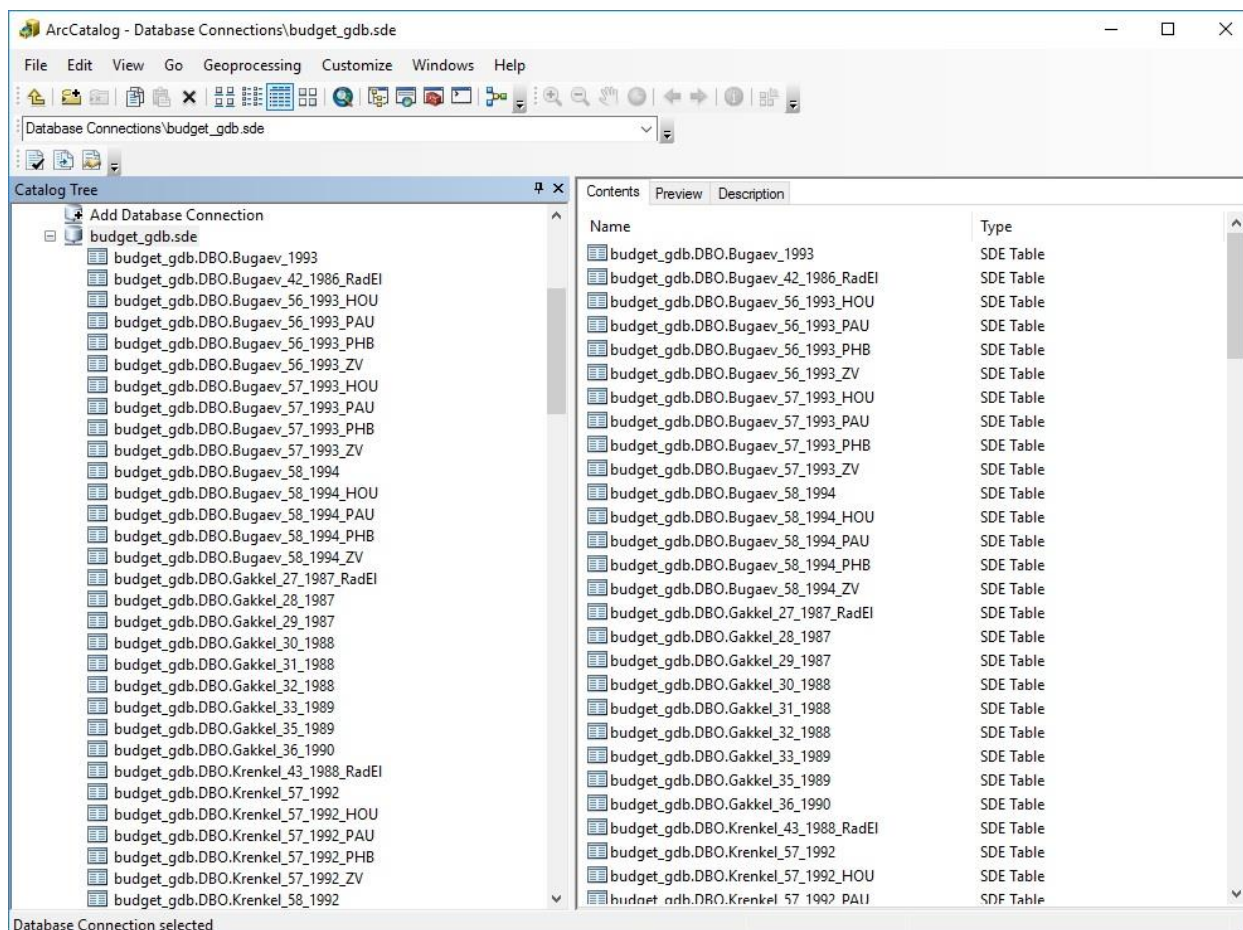 ArcCatalog - Database Connections\budget_gdb.sde
File Edit View Go Geoprocessing Customize Windows Help
Database Connections\budget_gdb.sde
Catalog Tree
Add Database Connection
budget_gdb.sde
budget_gdb.DBO.Bugaev_1993
budget_gdb.DBO.Bugaev_42_1986_RadEl
budget_gdb.DBO.Bugaev_56_1993_HOU
budget_gdb.DBO.Bugaev_56_1993_PAU
budget_gdb.DBO.Bugaev_56_1993_PHB
budget_gdb.DBO.Bugaev_56_1993_ZV
budget_gdb.DBO.Bugaev_57_1993_HOU
budget_gdb.DBO.Bugaev_57_1993_PAU
budget_gdb.DBO.Bugaev_57_1993_PHB
budget_gdb.DBO.Bugaev_57_1993_ZV
budget_gdb.DBO.Bugaev_58_1994
budget_gdb.DBO.Bugaev_58_1994_HOU
budget_gdb.DBO.Bugaev_58_1994_PAU
budget_gdb.DBO.Bugaev_58_1994_PHB
budget_gdb.DBO.Bugaev_58_1994_ZV
budget_gdb.DBO.Gakkel_27_1987_RadEl
budget_gdb.DBO.Gakkel_28_1987
budget_gdb.DBO.Gakkel_29_1987
budget_gdb.DBO.Gakkel_30_1988
budget_gdb.DBO.Gakkel_31_1988
budget_gdb.DBO.Gakkel_32_1988
budget_gdb.DBO.Gakkel_33_1989
budget_gdb.DBO.Gakkel_35_1989
budget_gdb.DBO.Gakkel_36_1990
budget_gdb.DBO.Krenkel_43_1988_RadEl
budget_gdb.DBO.Krenkel_57_1992
budget_gdb.DBO.Krenkel_57_1992_HOU
budget_gdb.DBO.Krenkel_57_1992_PAU
budget_gdb.DBO.Krenkel_57_1992_PHB
budget_gdb.DBO.Krenkel_57_1992_ZV
budget_gdb.DBO.Krenkel_58_1992
Contents Preview Description
Name Type
budget_gdb.DBO.Bugaev_1993 SDE Table
budget_gdb.DBO.Bugaev_42_1986_RadEl SDE Table
budget_gdb.DBO.Bugaev_56_1993_HOU SDE Table
budget_gdb.DBO.Bugaev_56_1993_PAU SDE Table
budget_gdb.DBO.Bugaev_56_1993_PHB SDE Table
budget_gdb.DBO.Bugaev_56_1993_ZV SDE Table
budget_gdb.DBO.Bugaev_57_1993_HOU SDE Table
budget_gdb.DBO.Bugaev_57_1993_PAU SDE Table
budget_gdb.DBO.Bugaev_57_1993_PHB SDE Table
budget_gdb.DBO.Bugaev_57_1993_ZV SDE Table
budget_gdb.DBO.Bugaev_58_1994 SDE Table
budget_gdb.DBO.Bugaev_58_1994_HOU SDE Table
budget_gdb.DBO.Bugaev_58_1994_PAU SDE Table
budget_gdb.DBO.Bugaev_58_1994_PHB SDE Table
budget_gdb.DBO.Bugaev_58_1994_ZV SDE Table
budget_gdb.DBO.Gakkel_27_1987_RadEl SDE Table
budget_gdb.DBO.Gakkel_28_1987 SDE Table
budget_gdb.DBO.Gakkel_29_1987 SDE Table
budget_gdb.DBO.Gakkel_30_1988 SDE Table
budget_gdb.DBO.Gakkel_31_1988 SDE Table
budget_gdb.DBO.Gakkel_32_1988 SDE Table
budget_gdb.DBO.Gakkel_33_1989 SDE Table
budget_gdb.DBO.Gakkel_35_1989 SDE Table
budget_gdb.DBO.Gakkel_36_1990 SDE Table
budget_gdb.DBO.Krenkel_43_1988_RadEl SDE Table
budget_gdb.DBO.Krenkel_57_1992 SDE Table
budget_gdb.DBO.Krenkel_57_1992_HOU SDE Table
budget_gdb.DBO.Krenkel_57_1992_PAU SDE Table
Database Connection selected